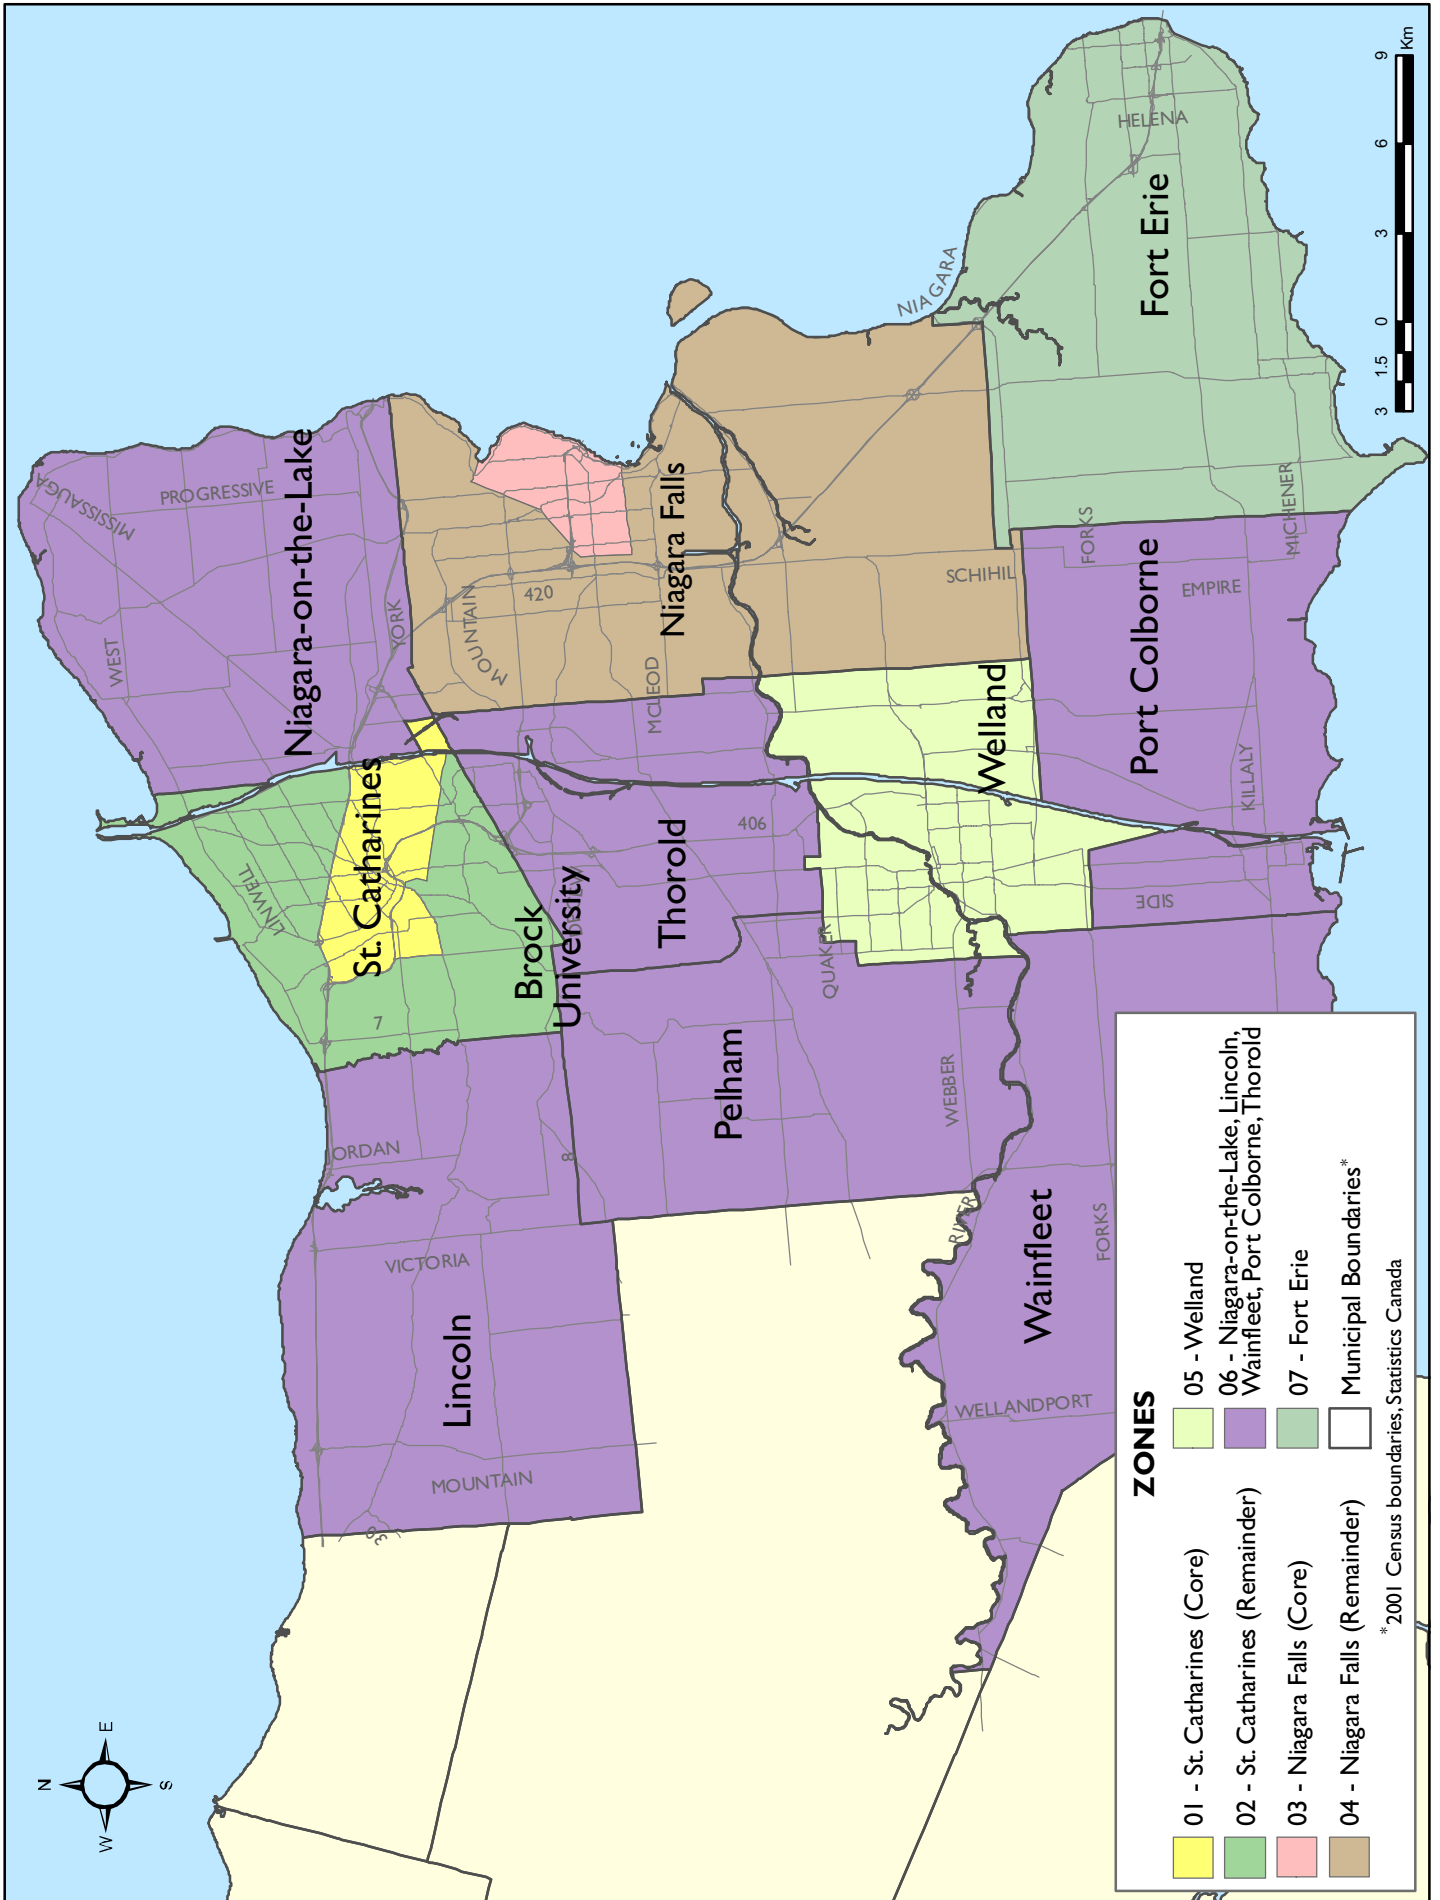 N
W
E
S
MISSISSAUGA
PROGRESSIVE
WEST
Niagara-on-the-Lake
YORK
LINWELL
St. Catharines
7
MOUNTAIN
420
Niagara Falls
MCLEOD
Brock
University
Thorold
406
ORDAN
8
VICTORIA
Lincoln
MOUNTAIN
39
Pelham
QUAKER
WEBBER
RIVER
Welland
SCHIHIL
NIAGARA
HELENA
Fort Erie
FORKS
MICHENER
EMPIRE
Port Colborne
KILLALY
SIDE
Wainfleet
FORKS
WELLANDPORT
ZONES
01 - St. Catharines (Core)
02 - St. Catharines (Remainder)
03 - Niagara Falls (Core)
04 - Niagara Falls (Remainder)
05 - Welland
06 - Niagara-on-the-Lake, Lincoln,
Wainfleet, Port Colborne, Thorold
07 - Fort Erie
Municipal Boundaries*
*2001 Census boundaries, Statistics Canada
3 1.5 0 3 6 9
Km